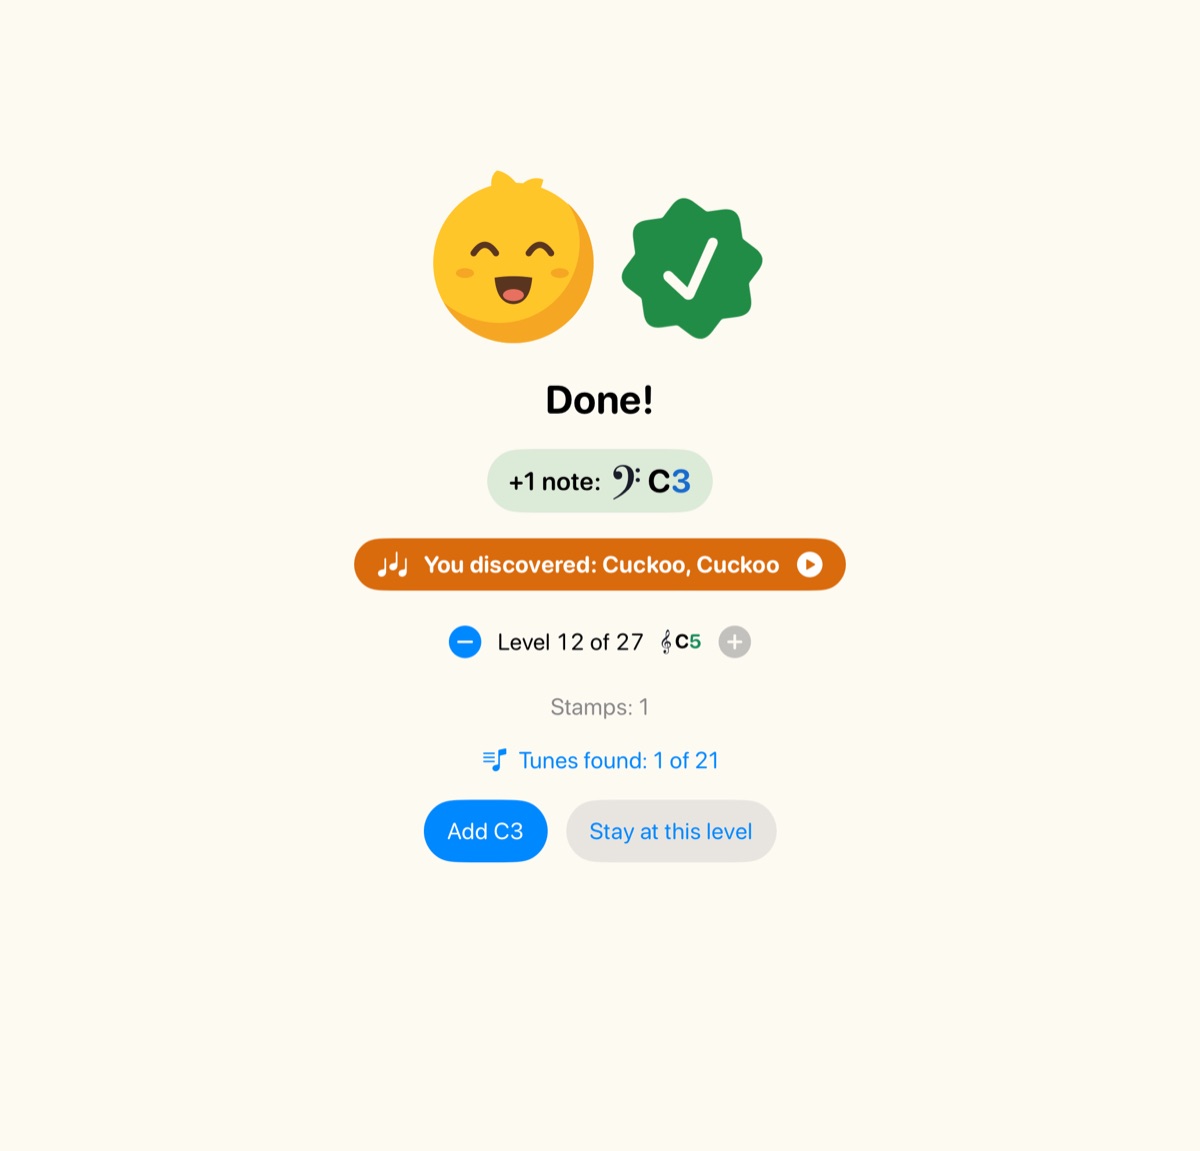 Done!
+1 note: 𝄢 C3
You discovered: Cuckoo, Cuckoo
Level 12 of 27 𝄞 C5
Stamps: 1
Tunes found: 1 of 21
Add C3
Stay at this level